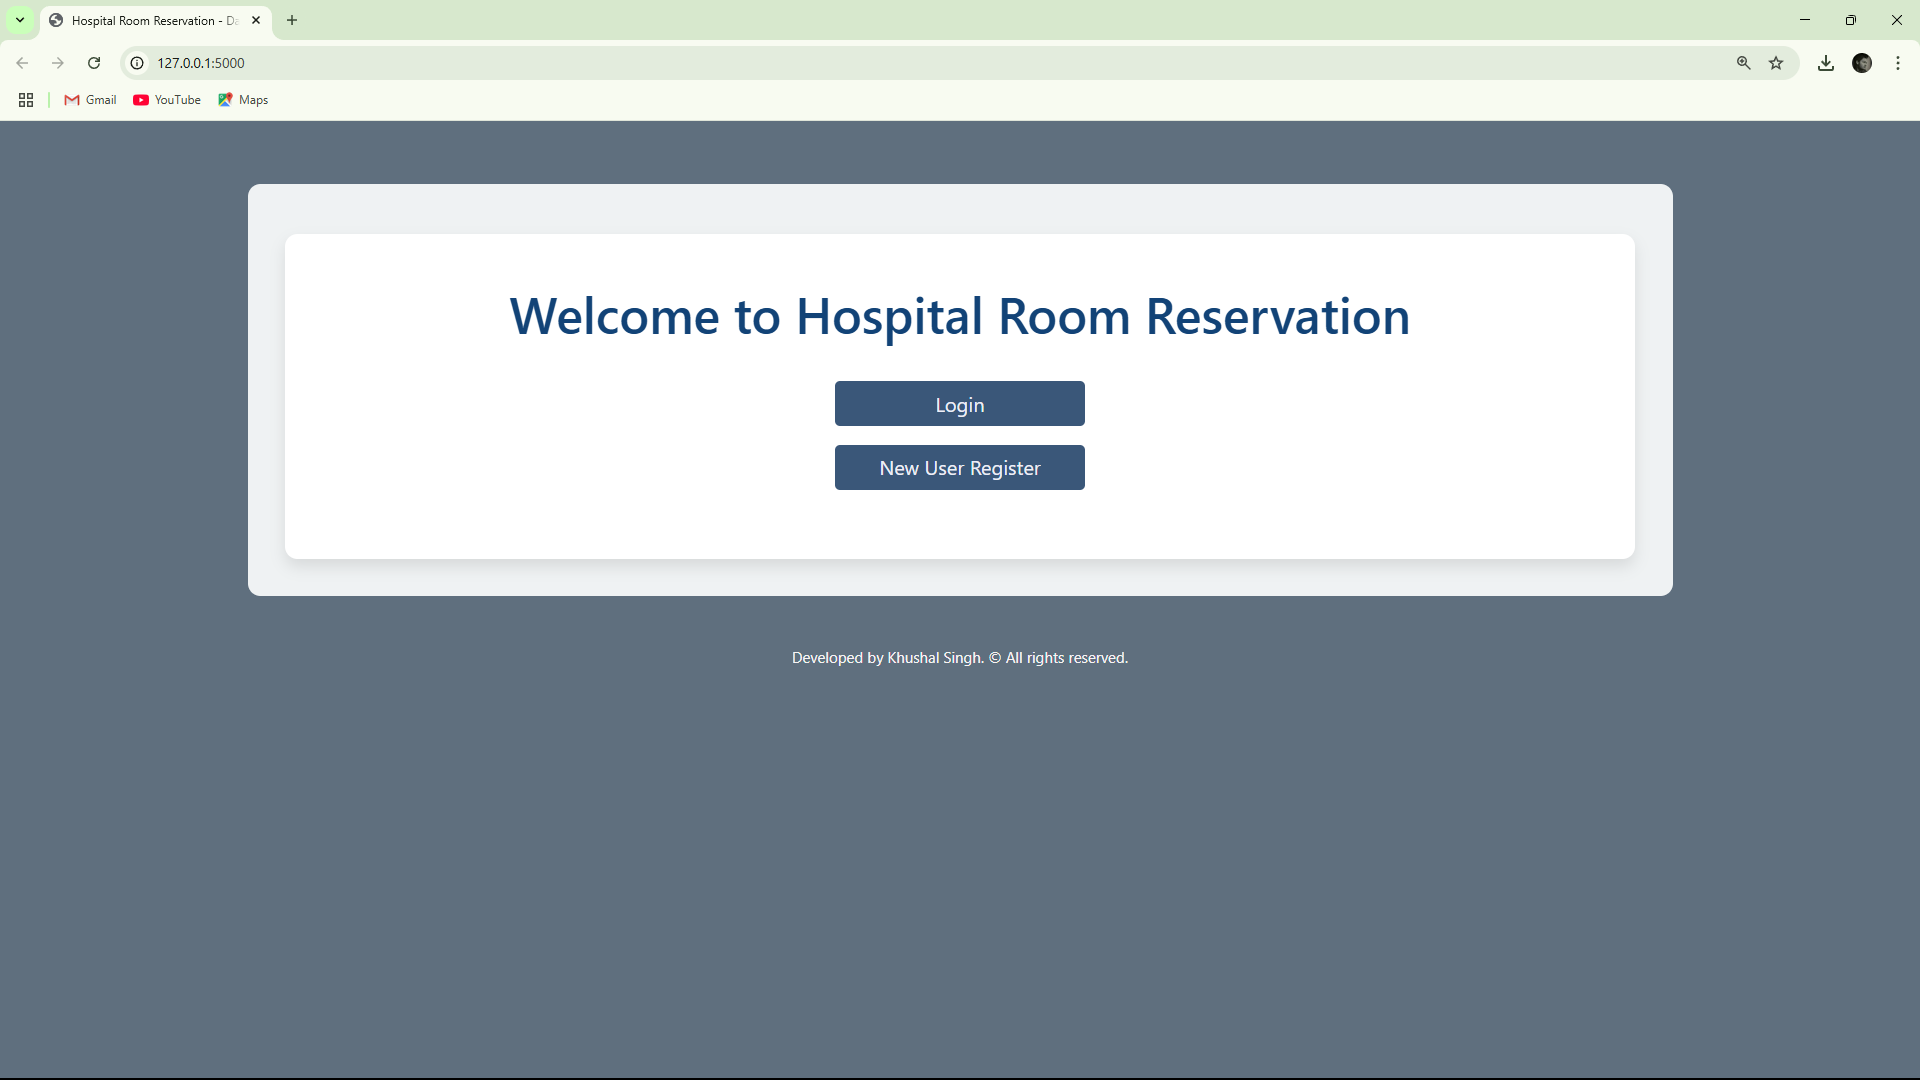 Hospital Room Reservation - Da
127.0.0.1:5000
Gmail YouTube Maps
Welcome to Hospital Room Reservation
Login
New User Register
Developed by Khushal Singh. © All rights reserved.